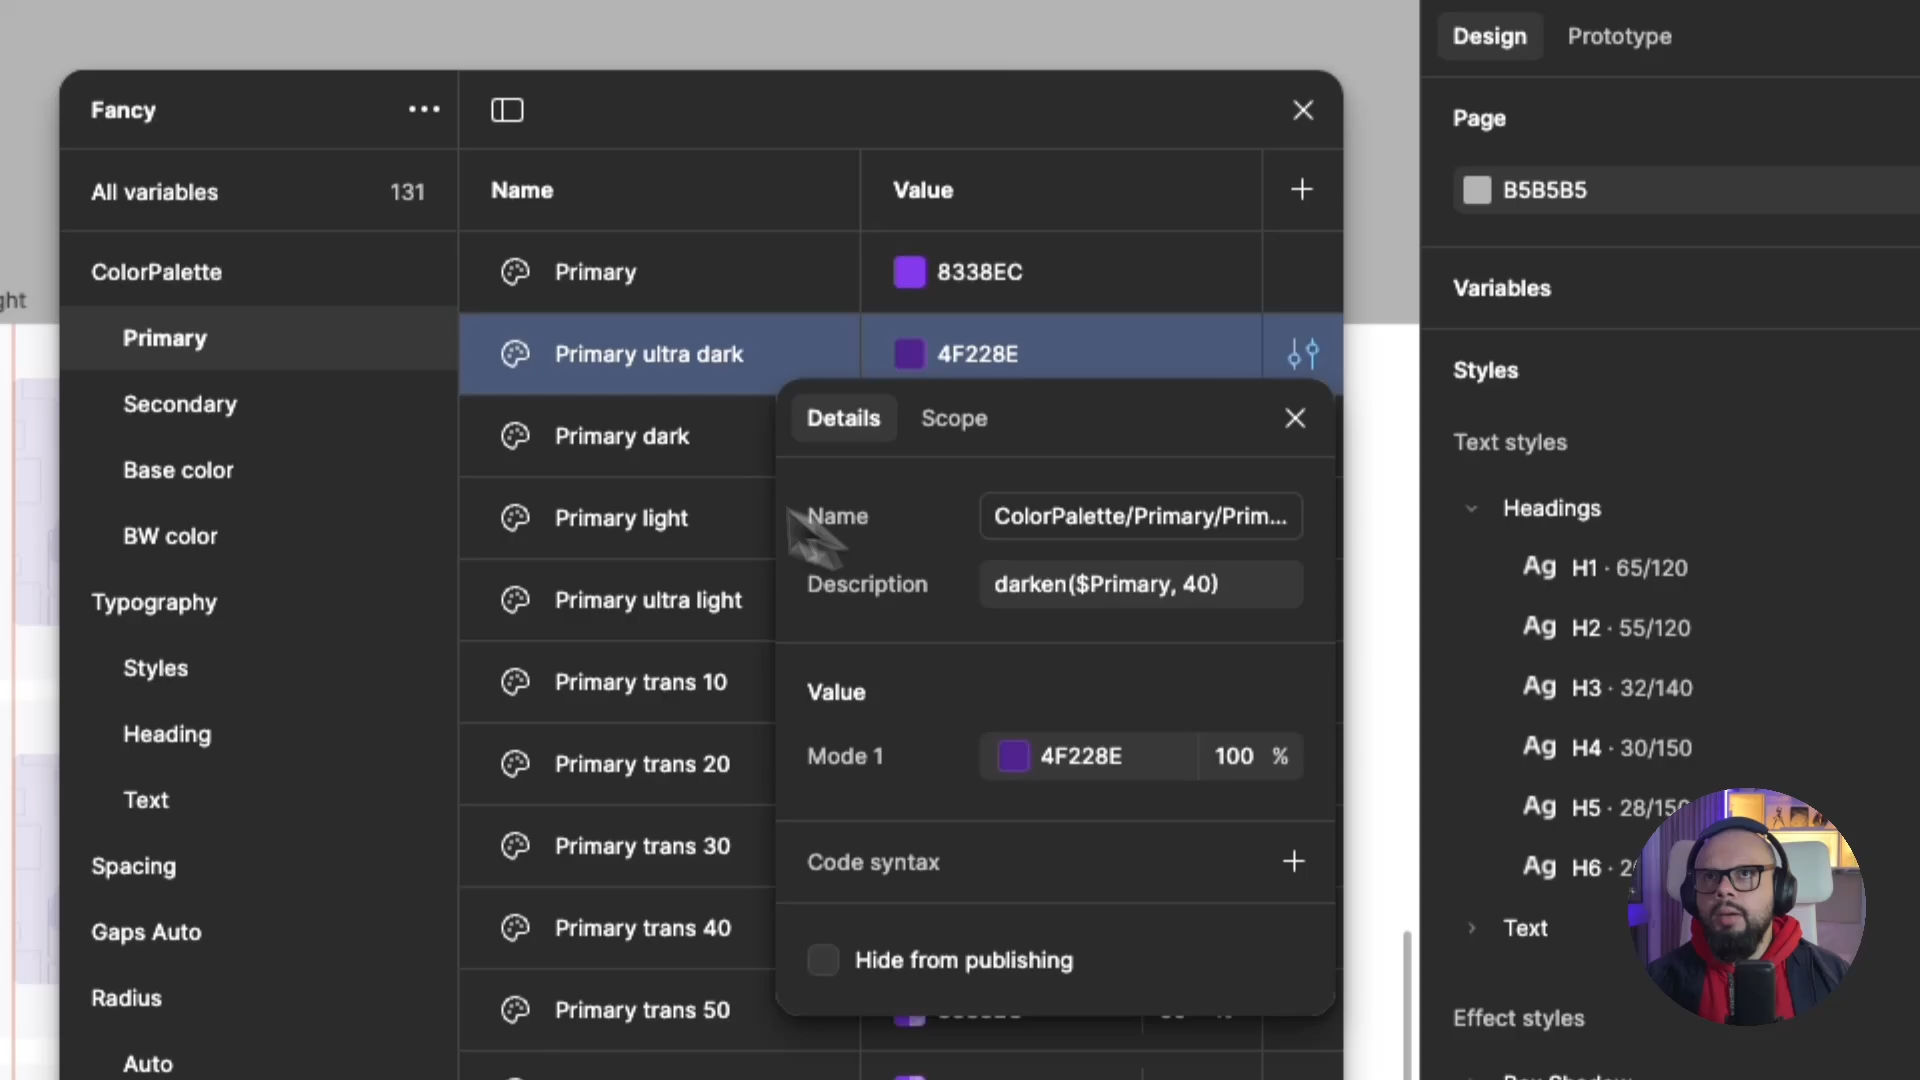 Fancy
All variables 131
ColorPalette
Primary
Secondary
Base color
BW color
Typography
Styles
Heading
Text
Spacing
Gaps Auto
Radius
Auto
Name Value
Primary 8338EC
Primary ultra dark 4F228E
Primary dark
Primary light
Primary ultra light
Primary trans 10
Primary trans 20
Primary trans 30
Primary trans 40
Primary trans 50
Details Scope
Name ColorPalette/Primary/Prim...
Description darken($Primary, 40)
Value
Mode 1 4F228E 100 %
Code syntax
Hide from publishing
Design Prototype
Page
B5B5B5
Variables
Styles
Text styles
Headings
Ag H1 · 65/120
Ag H2 · 55/120
Ag H3 · 32/140
Ag H4 · 30/150
Ag H5 · 28/150
Ag H6 ·
Text
Effect styles